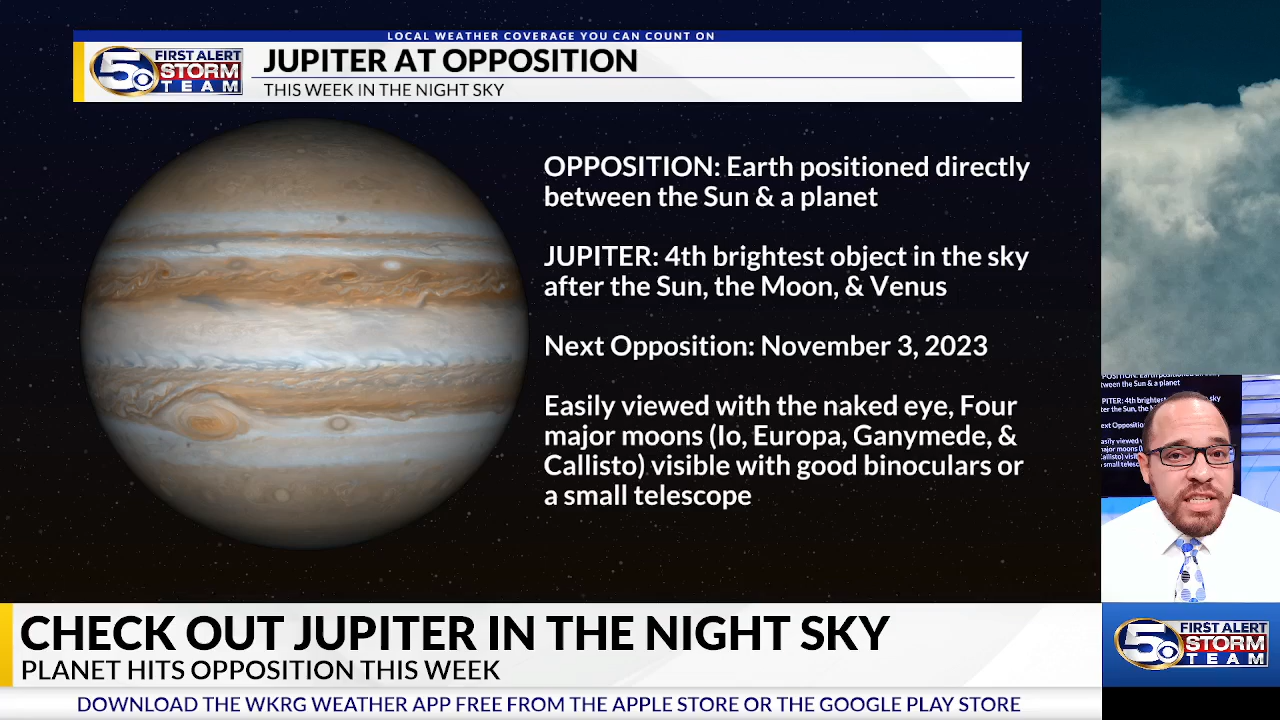 LOCAL WEATHER COVERAGE YOU CAN COUNT ON
5 FIRST ALERT
STORM
TEAM
JUPITER AT OPPOSITION
THIS WEEK IN THE NIGHT SKY
OPPOSITION: Earth positioned directly
between the Sun & a planet
JUPITER: 4th brightest object in the sky
after the Sun, the Moon, & Venus
Next Opposition: November 3, 2023
Easily viewed with the naked eye, Four
major moons (Io, Europa, Ganymede, &
Callisto) visible with good binoculars or
a small telescope
CHECK OUT JUPITER IN THE NIGHT SKY
PLANET HITS OPPOSITION THIS WEEK
DOWNLOAD THE WKRG WEATHER APP FREE FROM THE APPLE STORE OR THE GOOGLE PLAY STORE
5 FIRST ALERT
STORM
TEAM